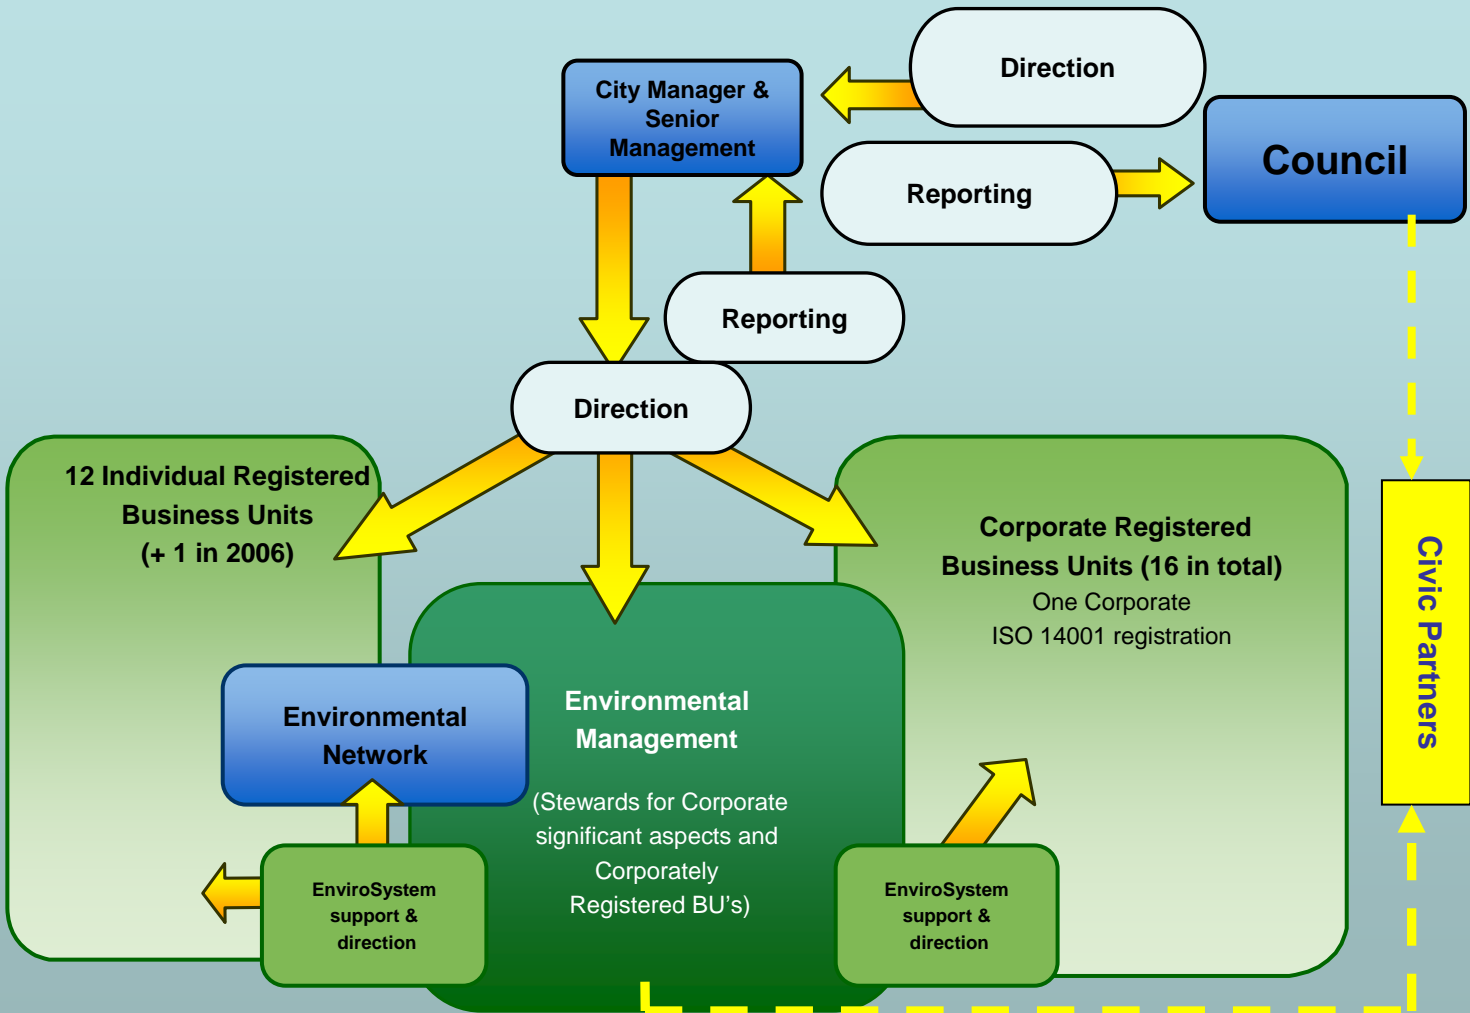 Direction
City Manager &
Senior
Management
Council
Reporting
Reporting
Direction
12 Individual Registered
Business Units
(+ 1 in 2006)
Corporate Registered
Business Units (16 in total)
One Corporate
ISO 14001 registration
Civic Partners
Environmental
Network
Environmental
Management
(Stewards for Corporate
significant aspects and
Corporately
Registered BU's)
EnviroSystem
support &
direction
EnviroSystem
support &
direction